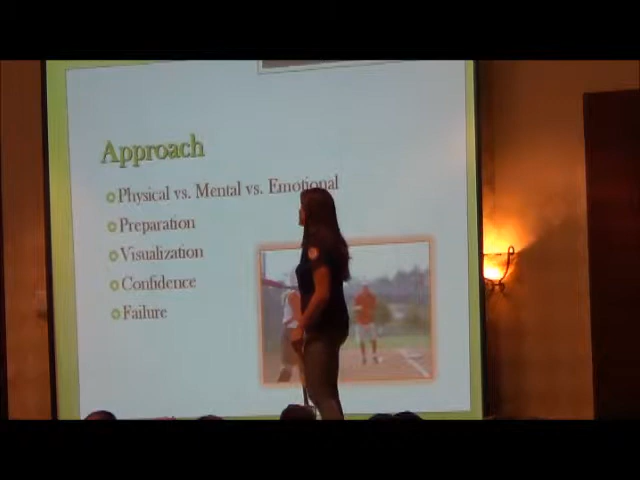 Approach
Physical vs. Mental vs. Emotional
Preparation
Visualization
Confidence
Failure